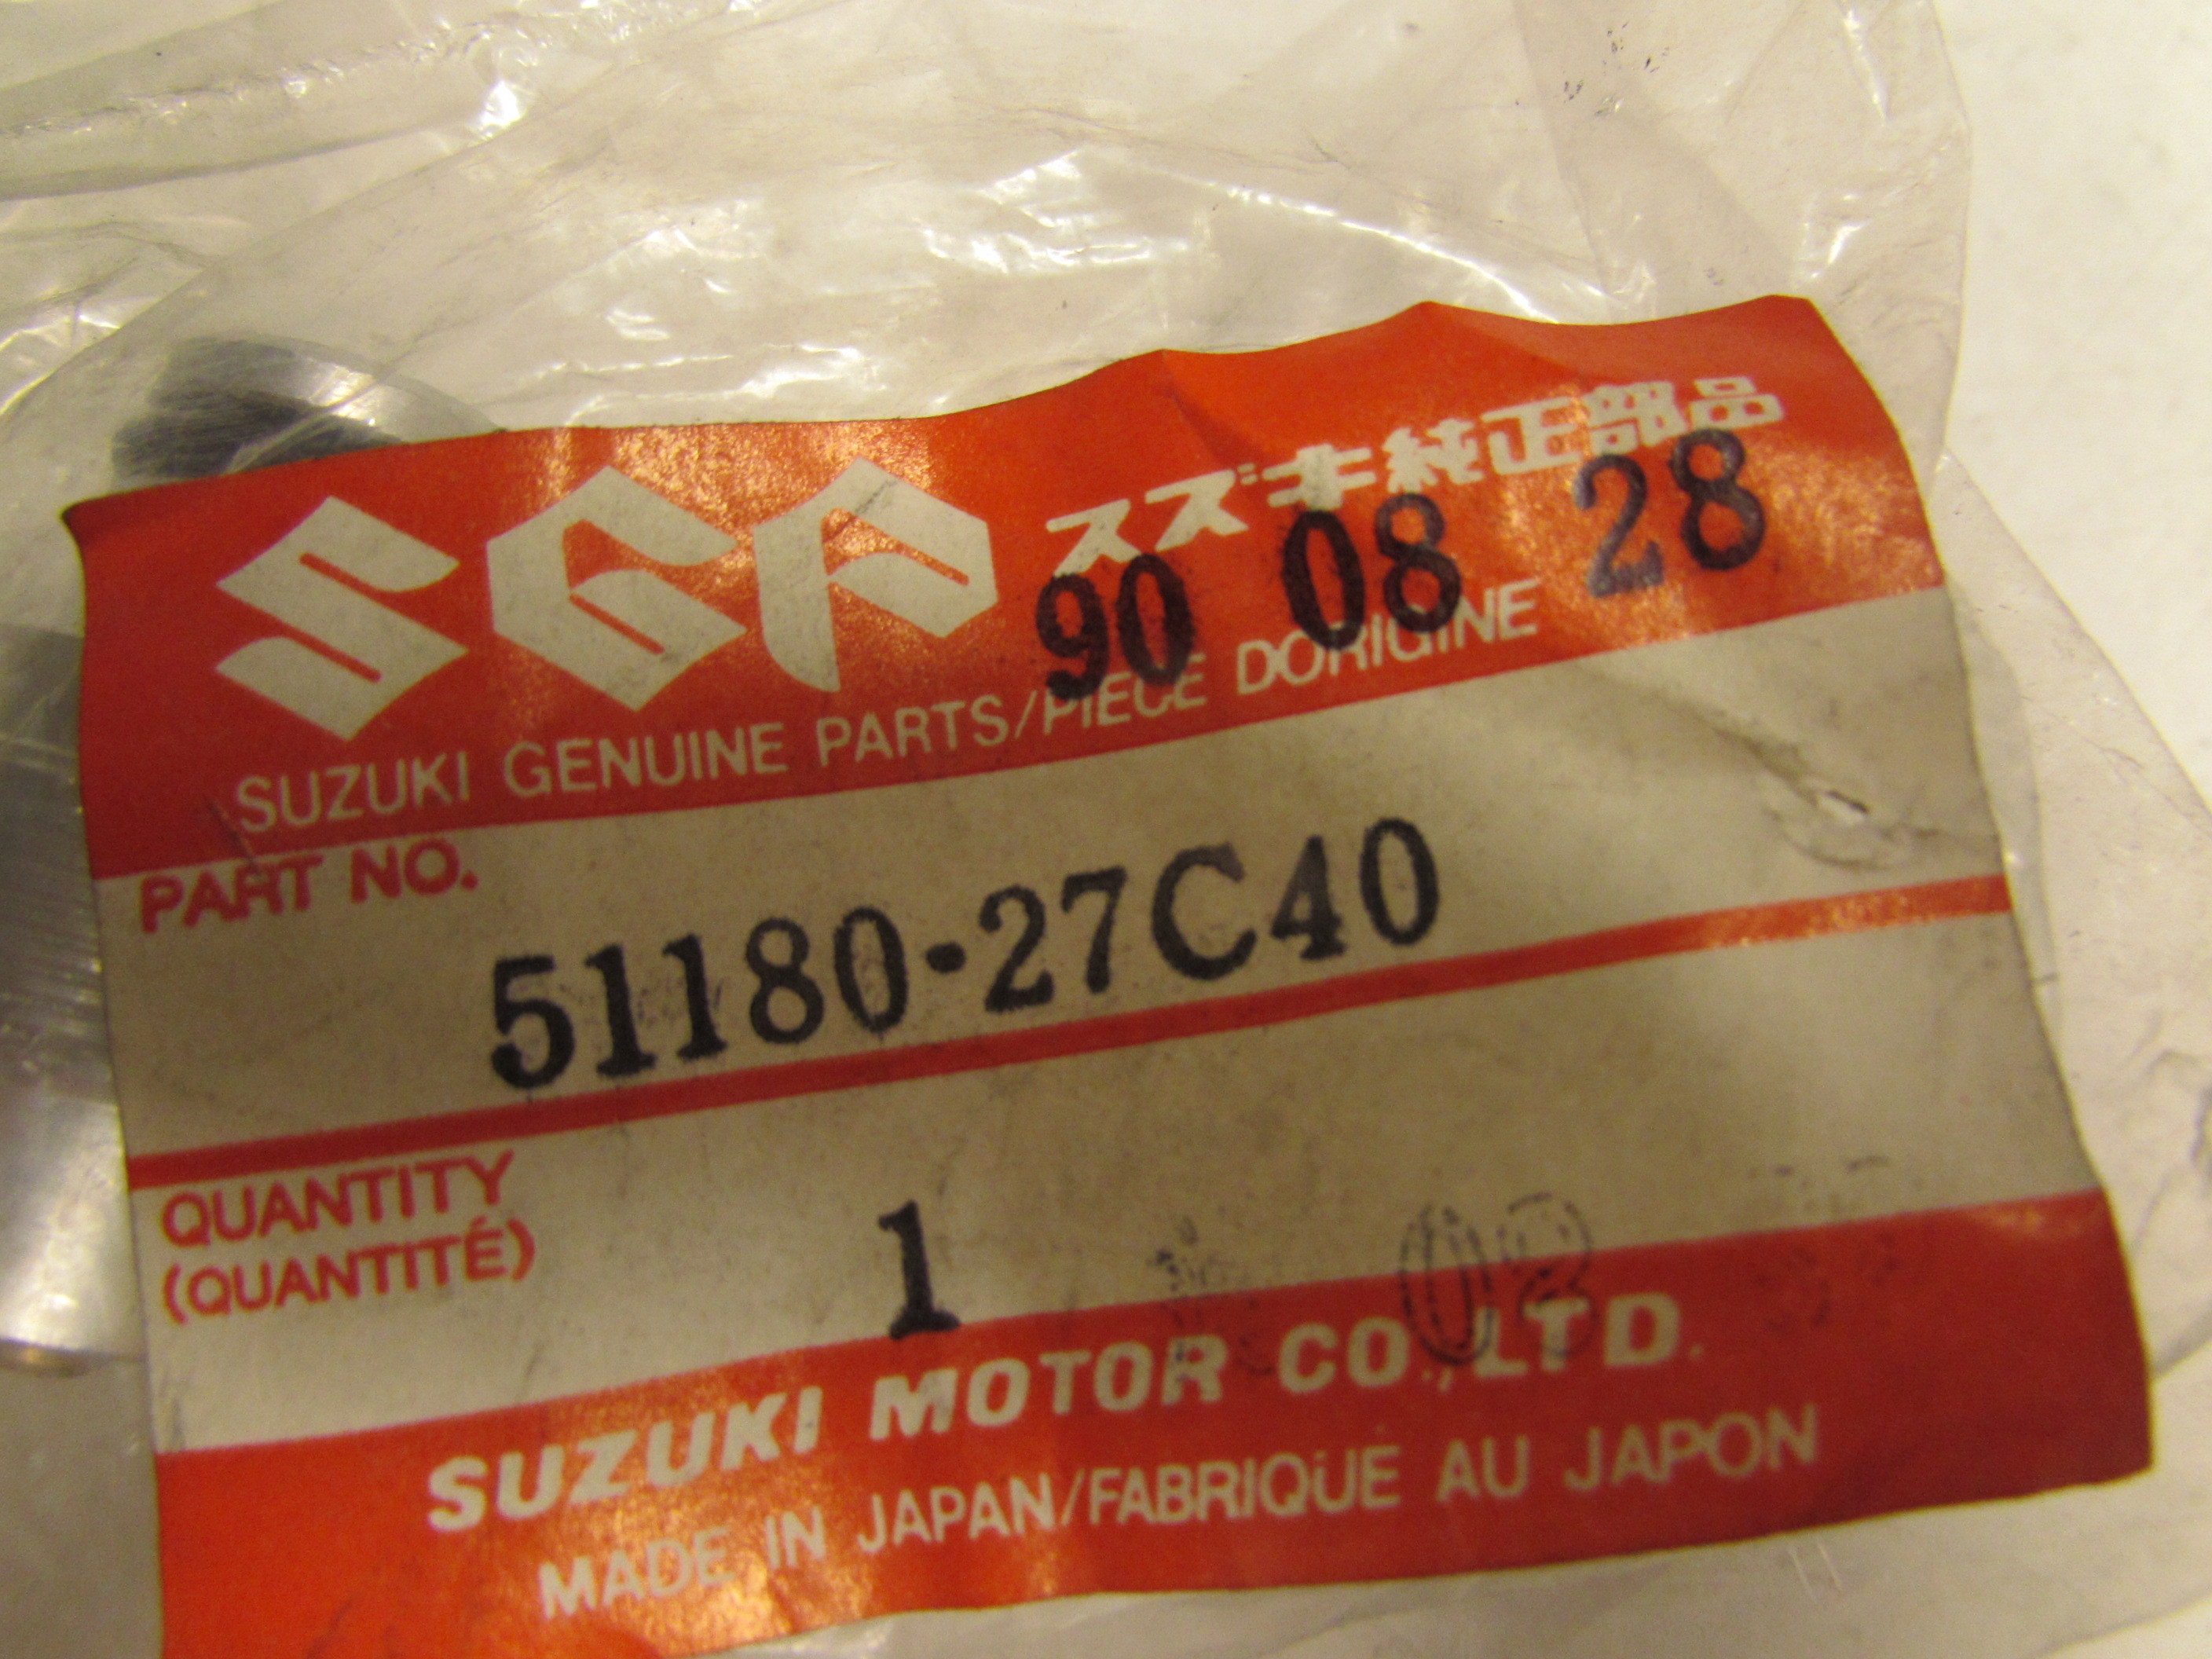 SGP スズキ純正部品
90 08 28
SUZUKI GENUINE PARTS/PIECE DORIGINE
PART NO.
51180-27C40
QUANTITY
(QUANTITÉ)
1
SUZUKI MOTOR CO.,LTD.
MADE IN JAPAN/FABRIQUE AU JAPON